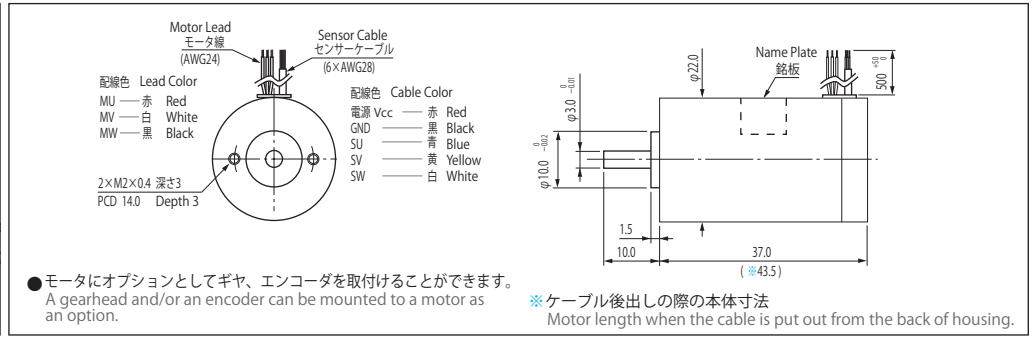 Motor Lead
モータ線
(AWG24)
Sensor Cable
センサーケーブル
(6×AWG28)
配線色 Lead Color
MU 赤 Red
MV 白 White
MW 黒 Black
配線色 Cable Color
電源 Vcc 赤 Red
GND 黒 Black
SU 青 Blue
SV 黄 Yellow
SW 白 White
2×M2×0.4 深さ3
PCD 14.0 Depth 3
Name Plate
銘板
φ22.0
500 +50 0
φ3.0 0 -0.01
φ10.0 0 -0.02
1.5
10.0
37.0
(※43.5)
●モータにオプションとしてギヤ、エンコーダを取付けることができます。
A gearhead and/or an encoder can be mounted to a motor as
an option.
※ケーブル後出しの際の本体寸法
Motor length when the cable is put out from the back of housing.